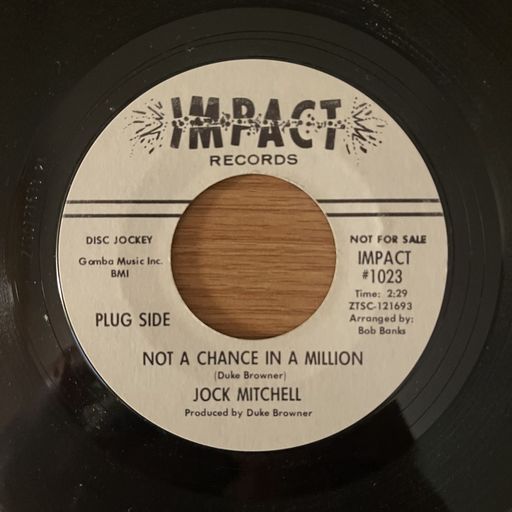 IMPACT
RECORDS
DISC JOCKEY
Gomba Music Inc.
BMI
NOT FOR SALE
IMPACT
#1023
Time: 2:29
ZTSC-121693
Arranged by:
Bob Banks
PLUG SIDE
NOT A CHANCE IN A MILLION
(Duke Browner)
JOCK MITCHELL
Produced by Duke Browner